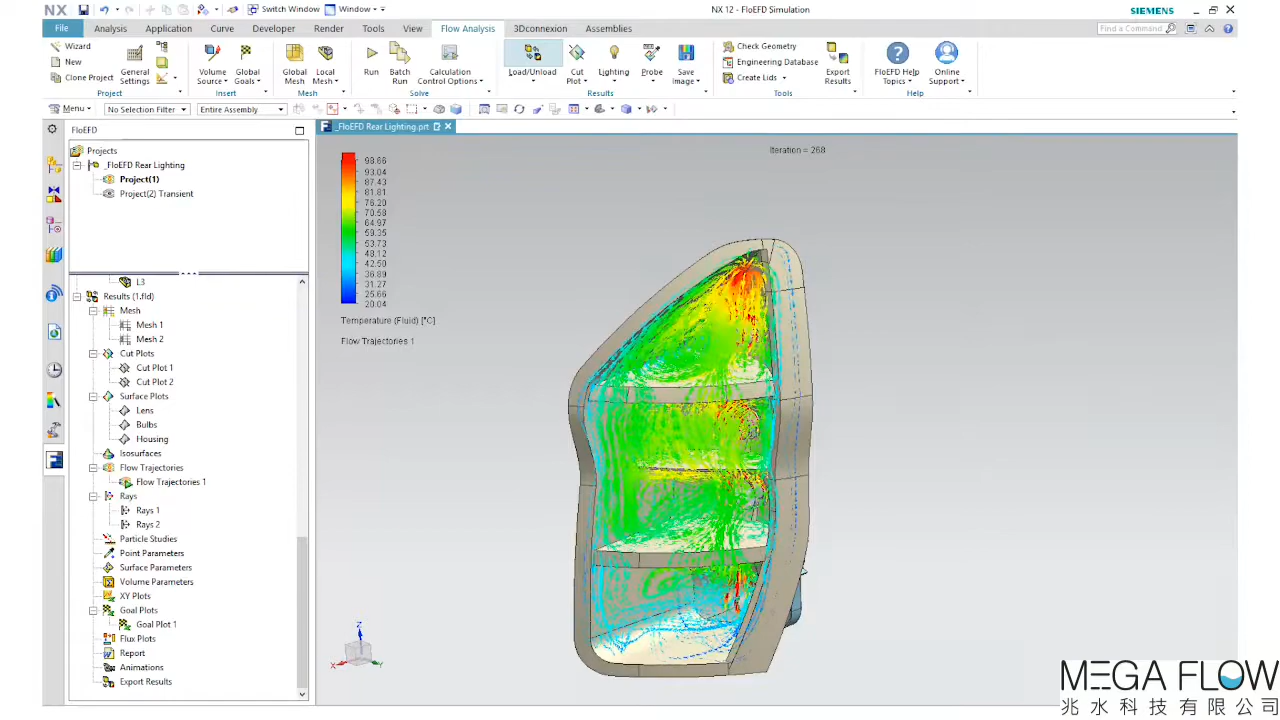 NX
Switch Window
Window
NX 12 - FloEFD Simulation
SIEMENS
File
Analysis
Application
Curve
Developer
Render
Tools
View
Flow Analysis
3Dconnexion
Assemblies
Find a Command
Wizard
New
Clone Project
General Settings
Project
Volume Source
Global Goals
Insert
Global Mesh
Local Mesh
Mesh
Run
Batch Run
Calculation Control Options
Solve
Load/Unload
Cut Plot
Lighting
Probe
Save Image
Results
Check Geometry
Engineering Database
Create Lids
Export Results
Tools
FloEFD Help Topics
Online Support
Help
Menu
No Selection Filter
Entire Assembly
FloEFD
_FloEFD Rear Lighting.prt
Projects
_FloEFD Rear Lighting
Project(1)
Project(2) Transient
L3
Results (1.fld)
Mesh
Mesh 1
Mesh 2
Cut Plots
Cut Plot 1
Cut Plot 2
Surface Plots
Lens
Bulbs
Housing
Isosurfaces
Flow Trajectories
Flow Trajectories 1
Rays
Rays 1
Rays 2
Particle Studies
Point Parameters
Surface Parameters
Volume Parameters
XY Plots
Goal Plots
Goal Plot 1
Flux Plots
Report
Animations
Export Results
Iteration = 268
98.66
93.04
87.43
81.81
76.20
70.58
64.97
59.35
53.73
48.12
42.50
36.89
31.27
25.66
20.04
Temperature (Fluid) [°C]
Flow Trajectories 1
Z
X
Y
MEGA FLOW
兆水科技有限公司